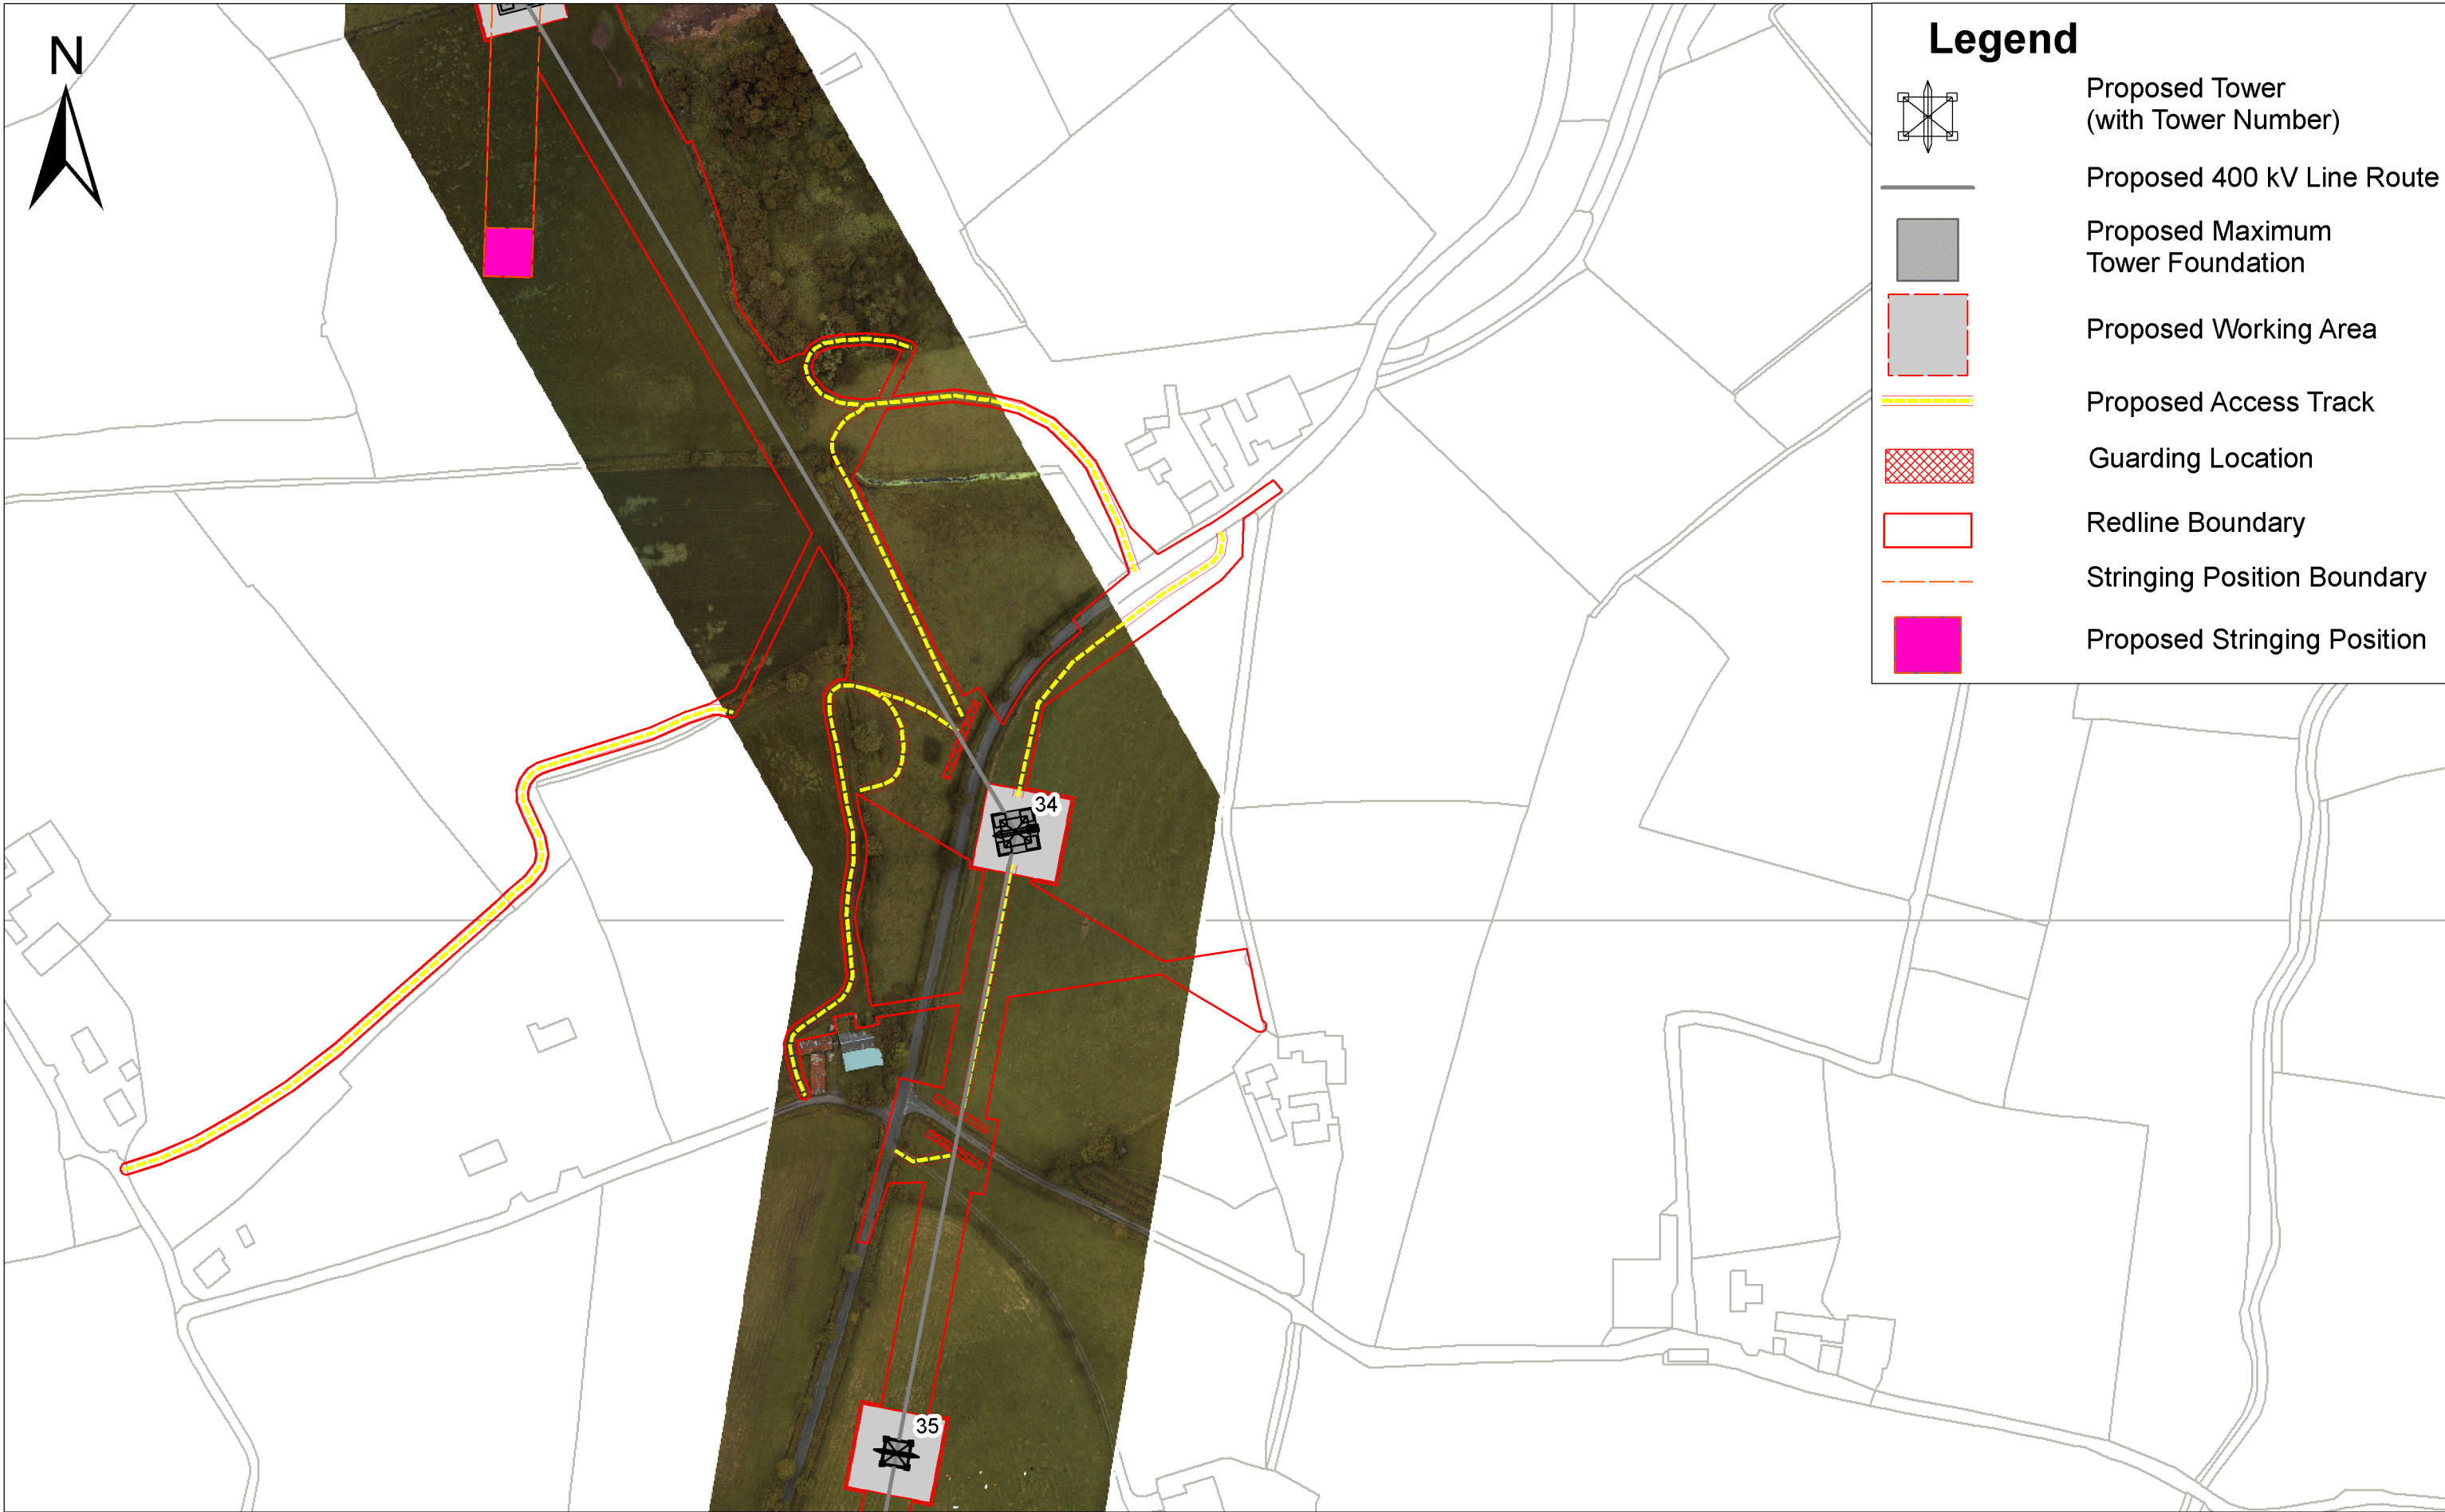 N
Legend
Proposed Tower
(with Tower Number)
Proposed 400 kV Line Route
Proposed Maximum
Tower Foundation
Proposed Working Area
Proposed Access Track
Guarding Location
Redline Boundary
Stringing Position Boundary
Proposed Stringing Position
34
35